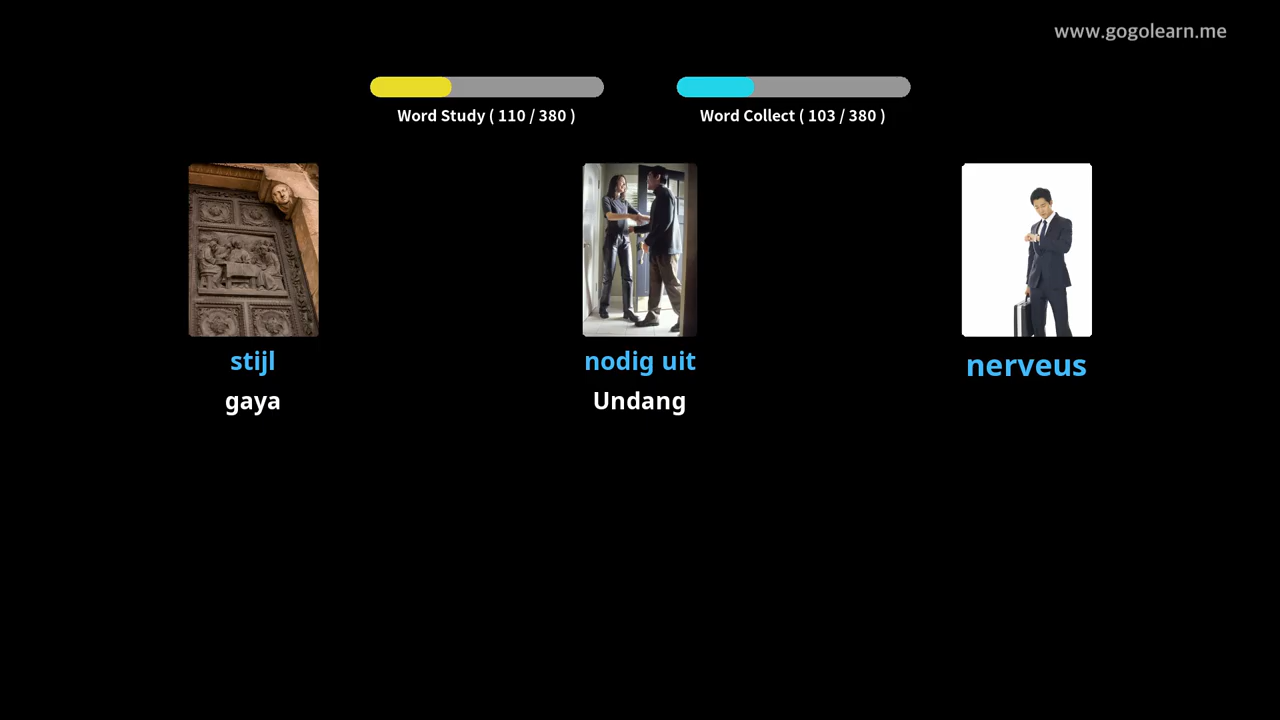 www.gogolearn.me
Word Study ( 110 / 380 )
Word Collect ( 103 / 380 )
stijl
nodig uit
nerveus
gaya
Undang